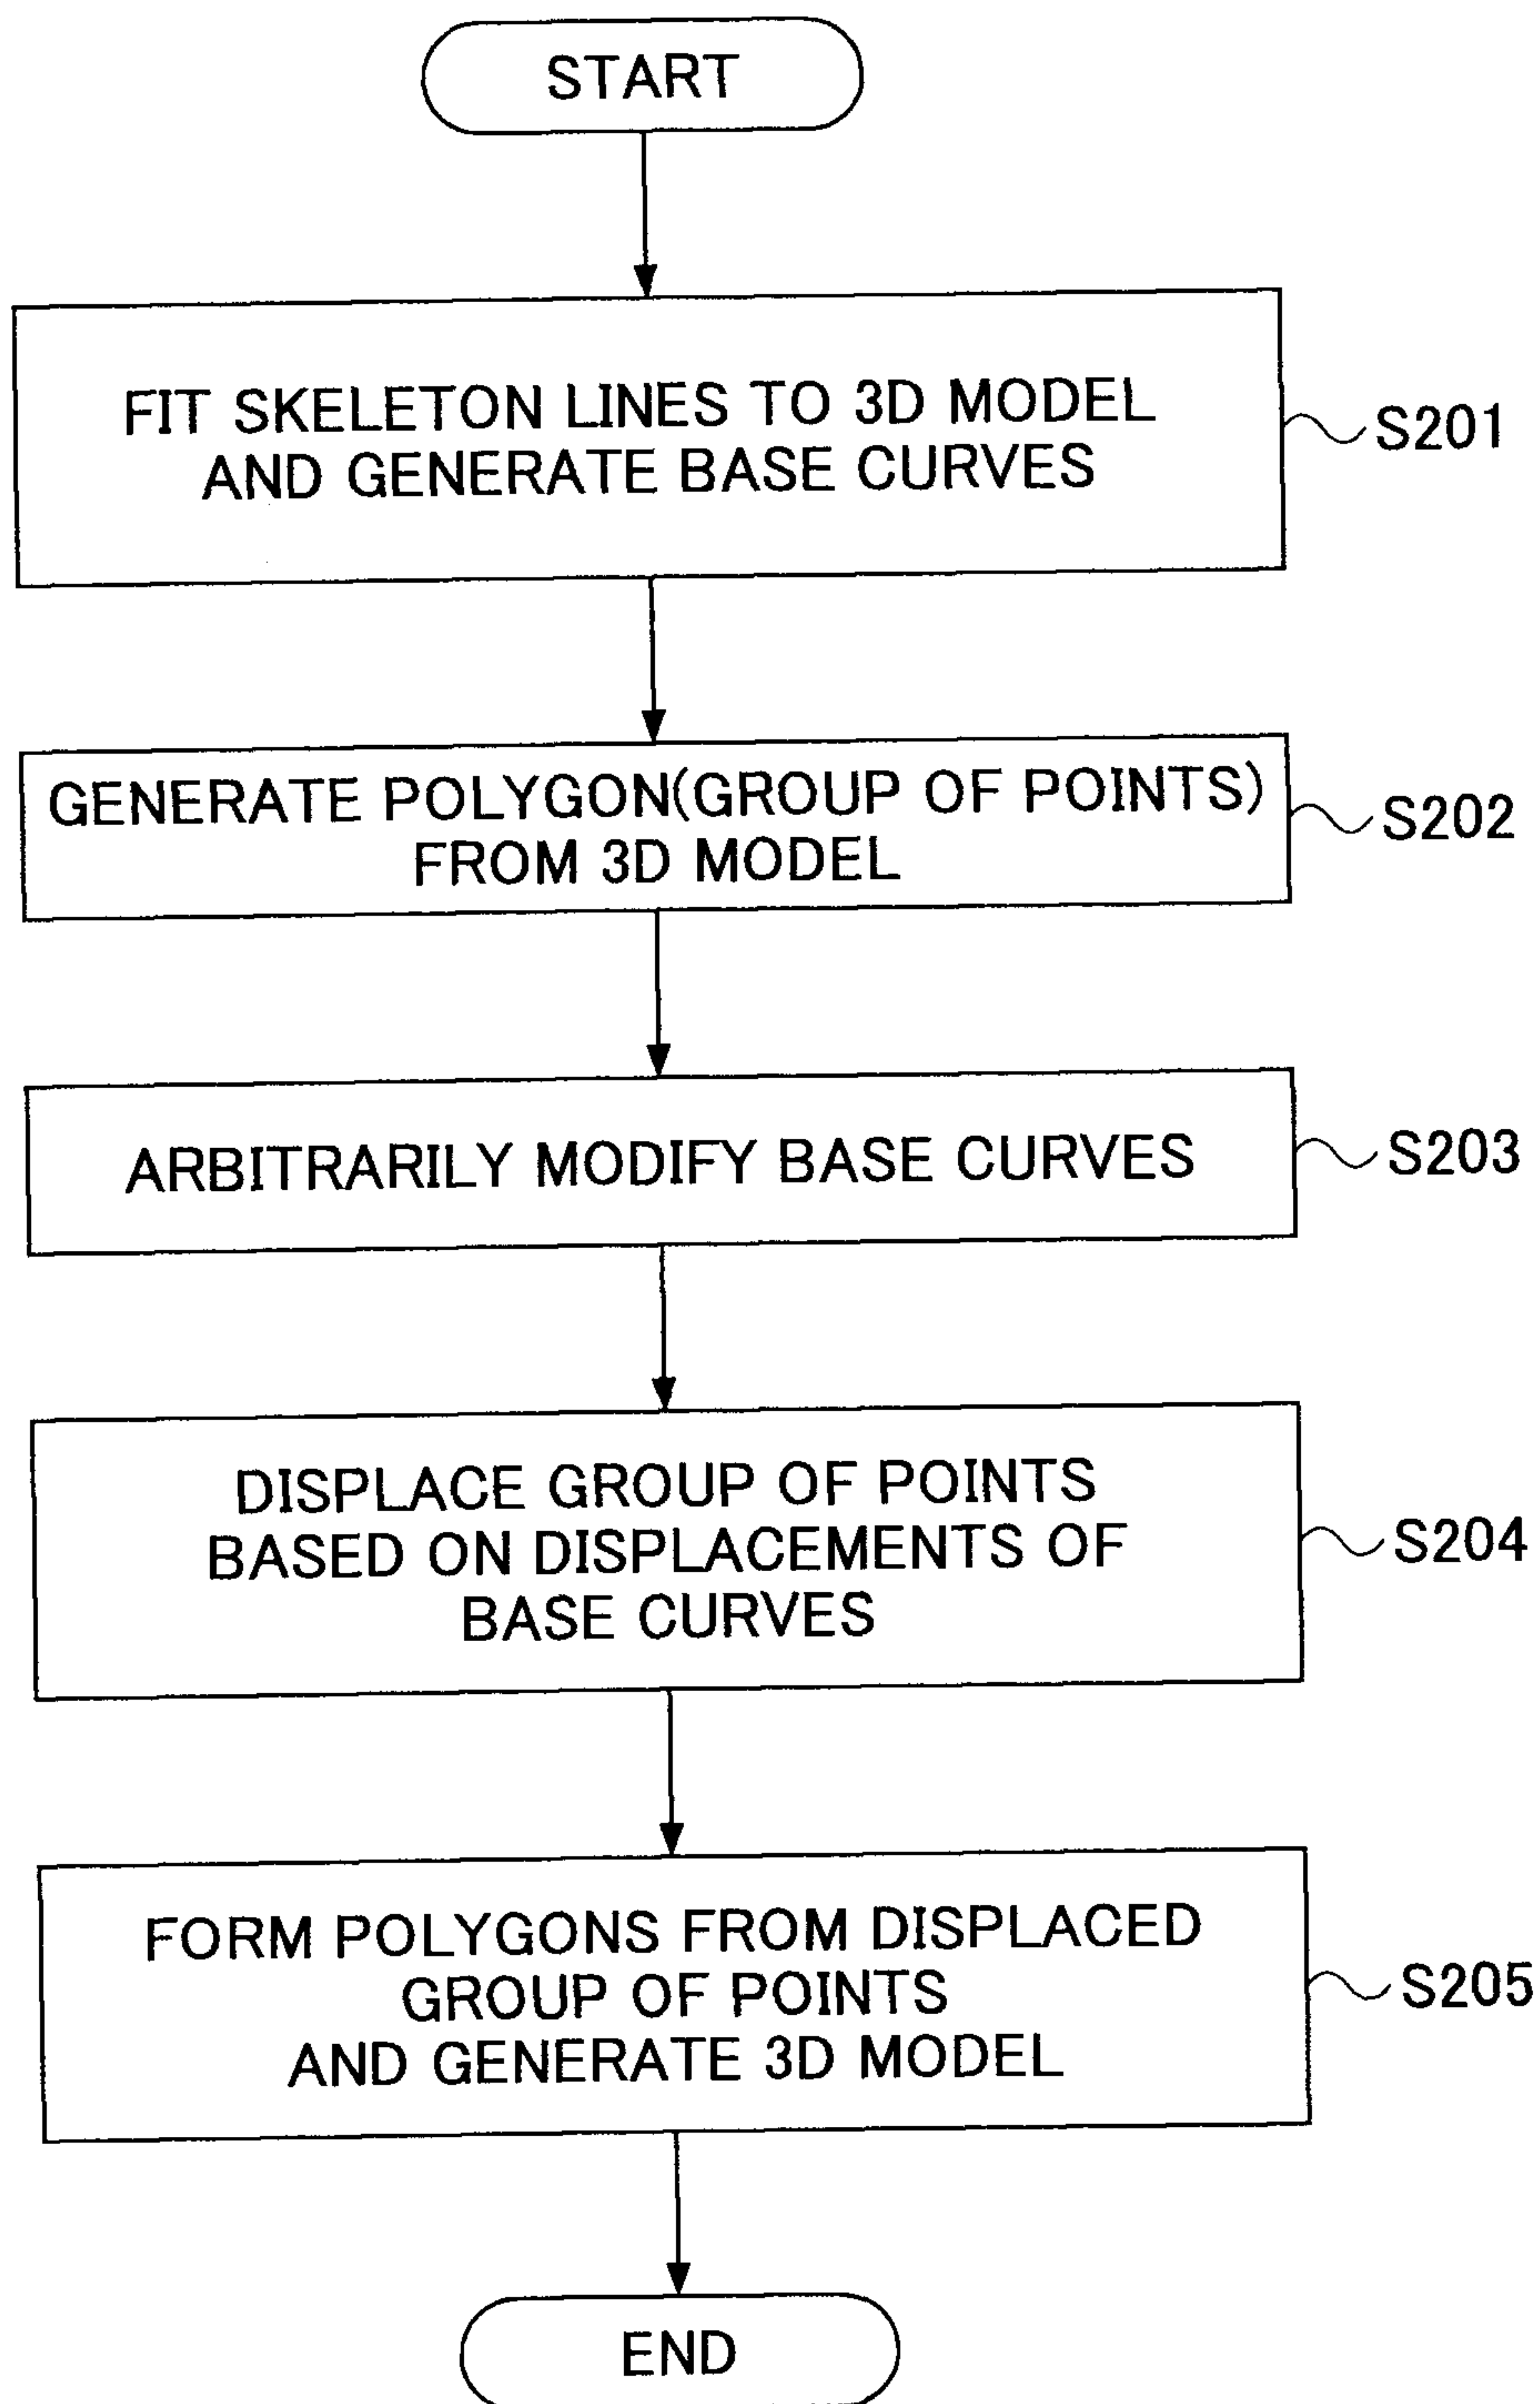 START
FIT SKELETON LINES TO 3D MODEL
AND GENERATE BASE CURVES
S201
GENERATE POLYGON(GROUP OF POINTS)
FROM 3D MODEL
S202
ARBITRARILY MODIFY BASE CURVES
S203
DISPLACE GROUP OF POINTS
BASED ON DISPLACEMENTS OF
BASE CURVES
S204
FORM POLYGONS FROM DISPLACED
GROUP OF POINTS
AND GENERATE 3D MODEL
S205
END